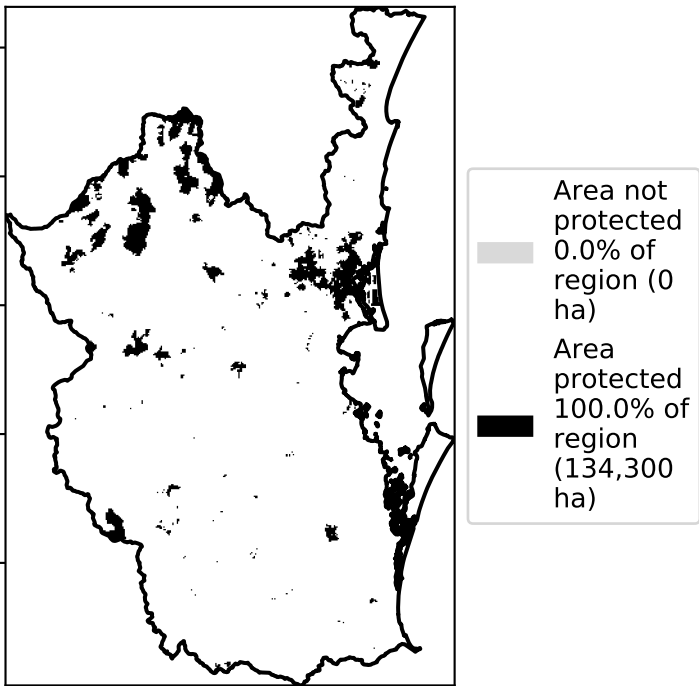 Area not
protected
0.0% of
region (0
ha)
Area
protected
100.0% of
region
(134,300
ha)